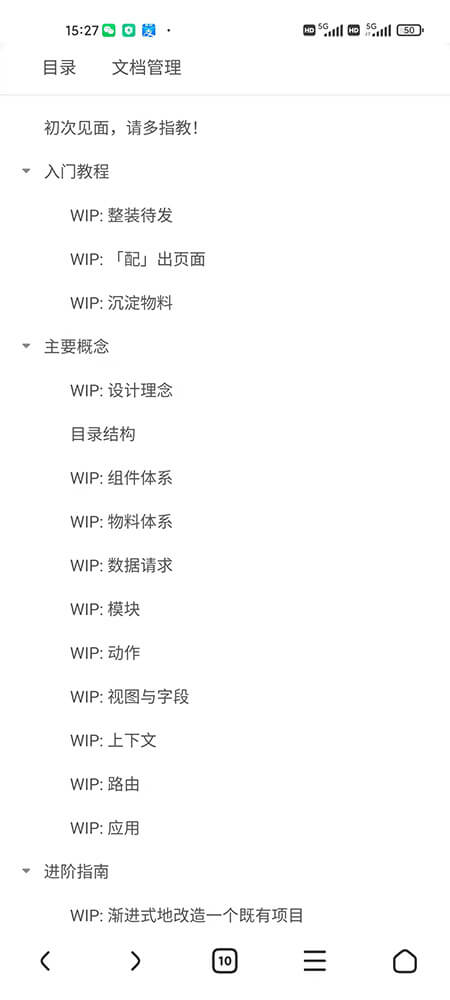 15:27 HD 5G HD 5G 50
目录 文档管理
初次见面，请多指教！
入门教程
WIP: 整装待发
WIP: 「配」出页面
WIP: 沉淀物料
主要概念
WIP: 设计理念
目录结构
WIP: 组件体系
WIP: 物料体系
WIP: 数据请求
WIP: 模块
WIP: 动作
WIP: 视图与字段
WIP: 上下文
WIP: 路由
WIP: 应用
进阶指南
WIP: 渐进式地改造一个既有项目
10